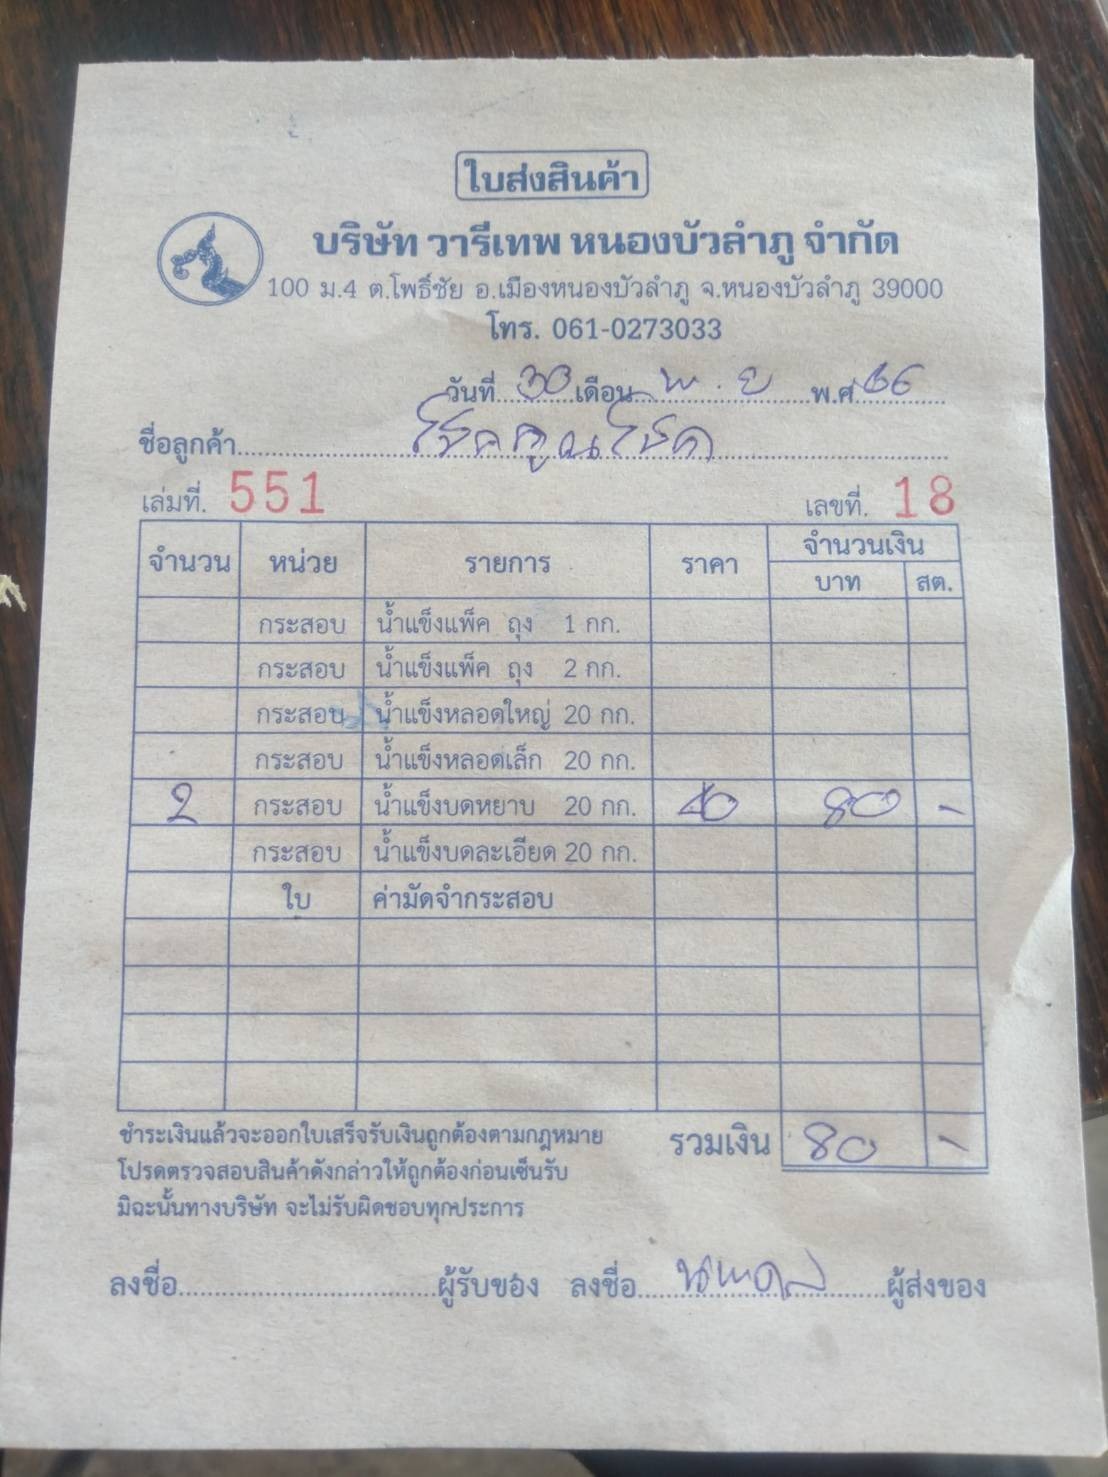 ใบส่งสินค้า
บริษัท วารีเทพ หนองบัวลำภู จำกัด
100 ม.4 ต.โพธิ์ชัย อ.เมืองหนองบัวลำภู จ.หนองบัวลำภู 39000
โทร. 061-0273033
วันที่ 30 เดือน พ.ย พ.ศ 66
ชื่อลูกค้า โชคคูณโชค
เล่มที่. 551 เลขที่. 18
จำนวน หน่วย รายการ ราคา จำนวนเงิน
บาท สต.
กระสอบ น้ำแข็งแพ็ค ถุง 1 กก.
กระสอบ น้ำแข็งแพ็ค ถุง 2 กก.
กระสอบ น้ำแข็งหลอดใหญ่ 20 กก.
กระสอบ น้ำแข็งหลอดเล็ก 20 กก.
2 กระสอบ น้ำแข็งบดหยาบ 20 กก. 40 80 -
กระสอบ น้ำแข็งบดละเอียด 20 กก.
ใบ ค่ามัดจำกระสอบ
ชำระเงินแล้วจะออกใบเสร็จรับเงินถูกต้องตามกฎหมาย รวมเงิน 80 -
โปรดตรวจสอบสินค้าดังกล่าวให้ถูกต้องก่อนเซ็นรับ
มิฉะนั้นทางบริษัท จะไม่รับผิดชอบทุกประการ
ลงชื่อ ผู้รับของ ลงชื่อ ผู้ส่งของ